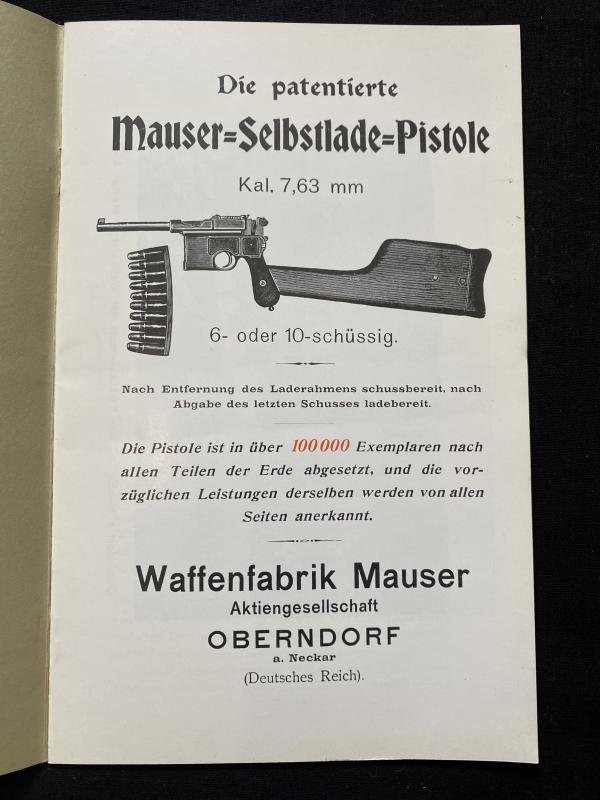 Die patentierte
Mauser=Selbstlade=Pistole
Kal. 7,63 mm
6- oder 10-schüssig.
Nach Entfernung des Laderahmens schussbereit, nach
Abgabe des letzten Schusses ladebereit.
Die Pistole ist in über 100000 Exemplaren nach
allen Teilen der Erde abgesetzt, und die vor-
züglichen Leistungen derselben werden von allen
Seiten anerkannt.
Waffenfabrik Mauser
Aktiengesellschaft
OBERNDORF
a. Neckar
(Deutsches Reich).